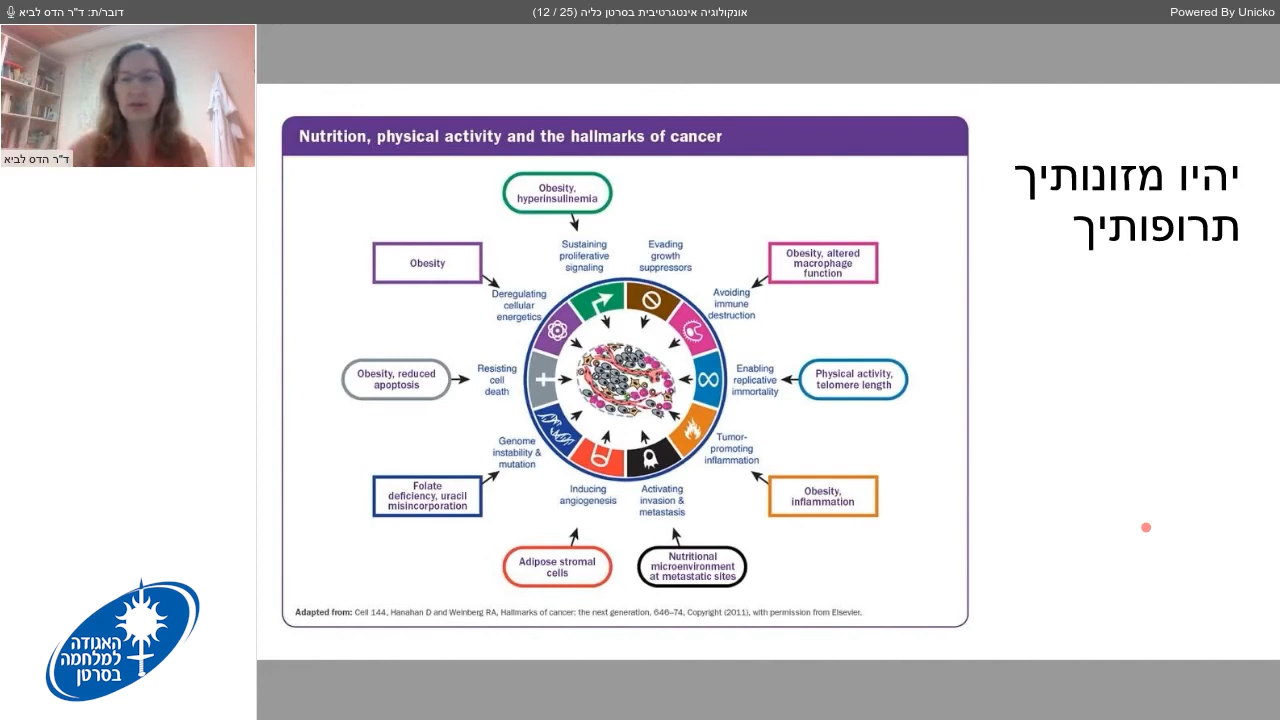 דובר/ת: ד"ר הדס לביא
אונקולוגיה אינטגרטיבית בסרטן כליה (25 / 12)
Powered By Unicko
ד"ר הדס לביא
Nutrition, physical activity and the hallmarks of cancer
יהיו מזונותיך
תרופותיך
Obesity,
hyperinsulinemia
Sustaining
proliferative
signaling
Evading
growth
suppressors
Obesity
Obesity, altered
macrophage
function
Deregulating
cellular
energetics
Avoiding
immune
destruction
Obesity, reduced
apoptosis
Resisting
cell
death
Enabling
replicative
immortality
Physical activity,
telomere length
Genome
instability &
mutation
Tumor-
promoting
inflammation
Folate
deficiency, uracil
misincorporation
Inducing
angiogenesis
Activating
invasion &
metastasis
Obesity,
inflammation
Adipose stromal
cells
Nutritional
microenvironment
at metastatic sites
Adapted from: Cell 144, Hanahan D and Weinberg RA, Hallmarks of cancer: the next generation, 646–74, Copyright (2011), with permission from Elsevier.
האגודה
למלחמה
בסרטן